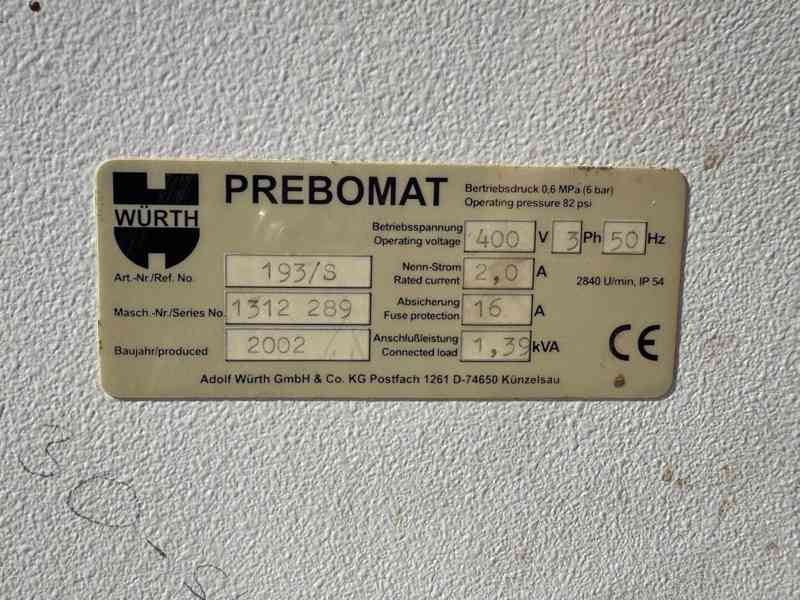 WÜRTH
PREBOMAT
Bertriebsdruck 0,6 MPa (6 bar)
Operating pressure 82 psi
Betriebsspannung
Operating voltage 400 V 3 Ph 50 Hz
Art.-Nr/Ref. No. 193/S
Nenn-Strom
Rated current 2,0 A
2840 U/min, IP 54
Masch.-Nr/Series No. 1312 289
Absicherung
Fuse protection 16 A
Baujahr/produced 2002
Anschlußleistung
Connected load 1,39 kVA
CE
Adolf Würth GmbH & Co. KG Postfach 1261 D-74650 Künzelsau